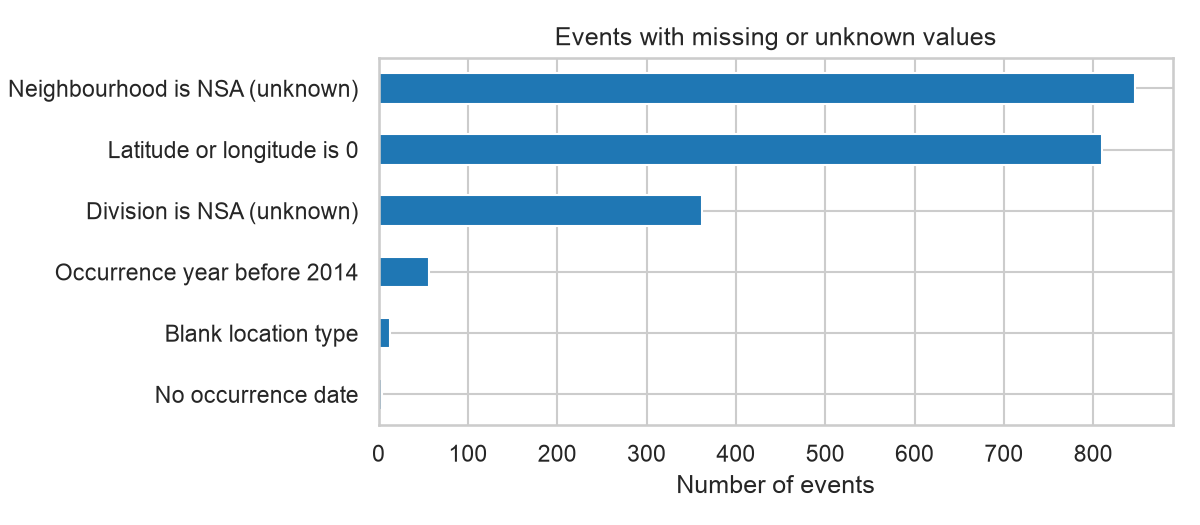 Events with missing or unknown values
Neighbourhood is NSA (unknown)
Latitude or longitude is 0
Division is NSA (unknown)
Occurrence year before 2014
Blank location type
No occurrence date
0 100 200 300 400 500 600 700 800
Number of events